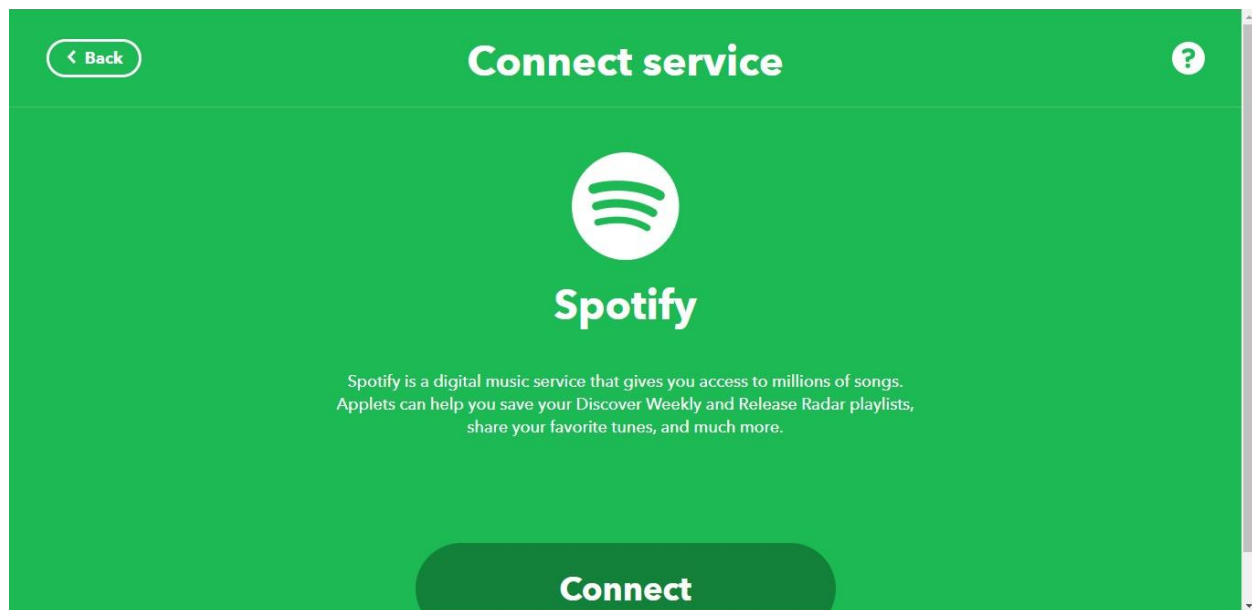 Back
Connect service
?
Spotify
Spotify is a digital music service that gives you access to millions of songs.
Applets can help you save your Discover Weekly and Release Radar playlists,
share your favorite tunes, and much more.
Connect